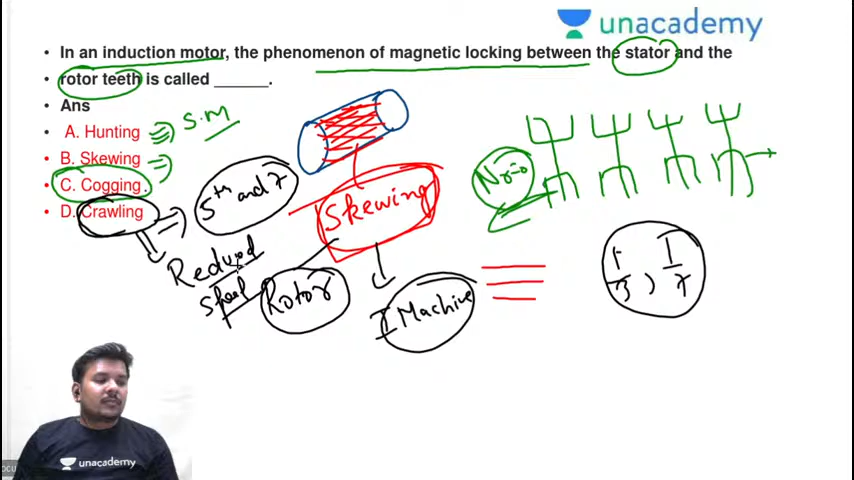 unacademy
In an induction motor, the phenomenon of magnetic locking between the stator and the
rotor teeth is called ______.
Ans
A. Hunting
S.M
B. Skewing
C. Cogging.
D. Crawling
5th and 7
Skewing
Reduced
Speed
Rotor
I Machine
Nr=0
unacademy